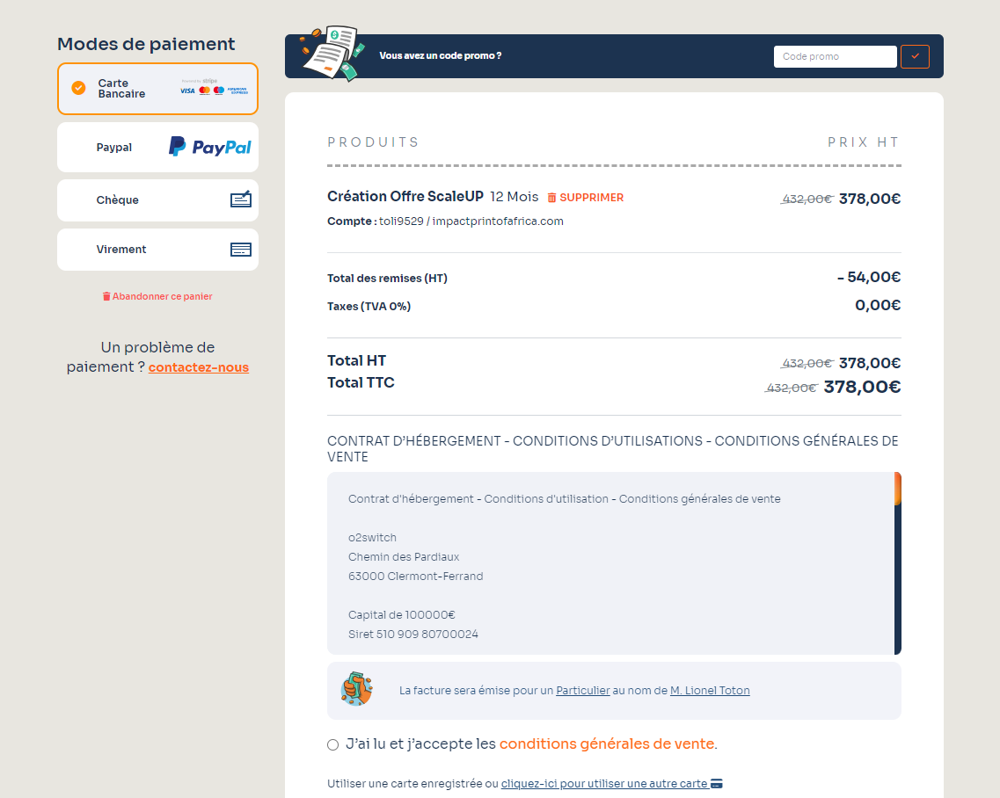 Modes de paiement
Carte
Bancaire
Powered by stripe
VISA
AMERICAN
EXPRESS
Paypal
PayPal
Chèque
Virement
Abandonner ce panier
Un problème de
paiement ? contactez-nous
Vous avez un code promo ?
Code promo
PRODUITS PRIX HT
Création Offre ScaleUP 12 Mois SUPPRIMER 432,00€ 378,00€
Compte : toli9529 / impactprintofafrica.com
Total des remises (HT) - 54,00€
Taxes (TVA 0%) 0,00€
Total HT 432,00€ 378,00€
Total TTC 432,00€ 378,00€
CONTRAT D’HÉBERGEMENT - CONDITIONS D’UTILISATIONS - CONDITIONS GÉNÉRALES DE
VENTE
Contrat d'hébergement - Conditions d'utilisation - Conditions générales de vente
o2switch
Chemin des Pardiaux
63000 Clermont-Ferrand
Capital de 100000€
Siret 510 909 80700024
La facture sera émise pour un Particulier au nom de M. Lionel Toton
J’ai lu et j’accepte les conditions générales de vente.
Utiliser une carte enregistrée ou cliquez-ici pour utiliser une autre carte